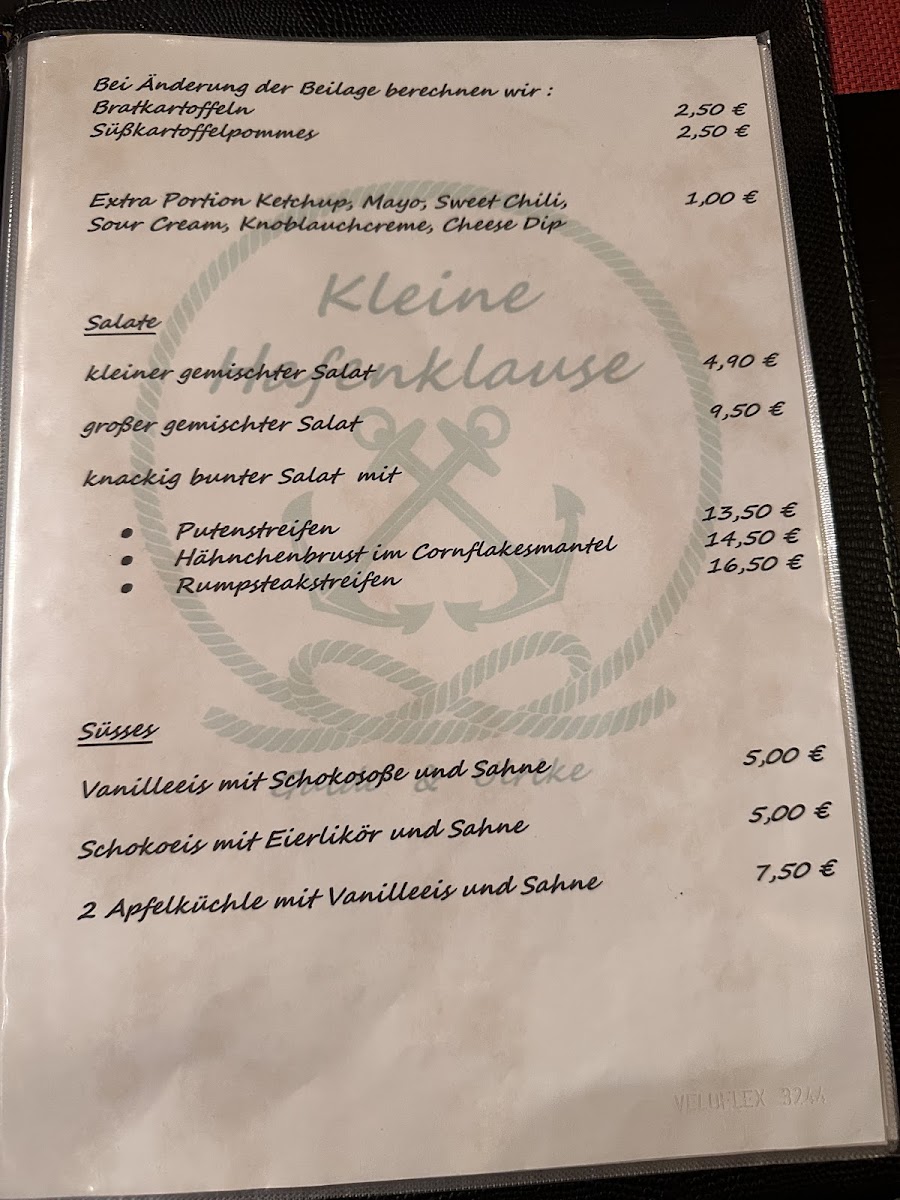 Bei Änderung der Beilage berechnen wir :
Bratkartoffeln 2,50 €
Süßkartoffelpommes 2,50 €
Extra Portion Ketchup, Mayo, Sweet Chili, 1,00 €
Sour Cream, Knoblauchcreme, Cheese Dip
Kleine
Hafenklause
Salate
kleiner gemischter Salat 4,90 €
großer gemischter Salat 9,50 €
knackig bunter Salat mit
• Putenstreifen 13,50 €
• Hähnchenbrust im Cornflakesmantel 14,50 €
• Rumpsteakstreifen 16,50 €
Süsses
Vanilleeis mit Schokosoße und Sahne 5,00 €
&
Schokoeis mit Eierlikör und Sahne 5,00 €
2 Apfelküchle mit Vanilleeis und Sahne 7,50 €
VELOFLEX 3244